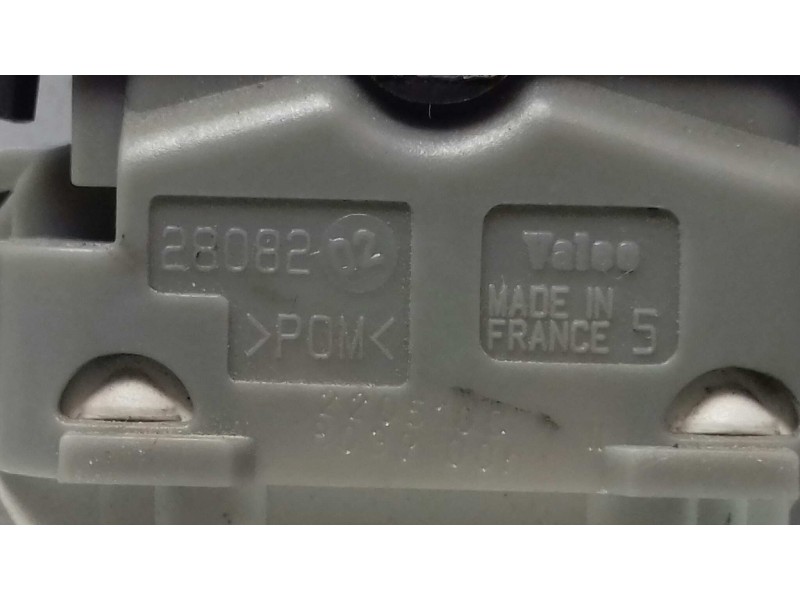 28082 02
>POM<
Valeo
MADE IN
FRANCE 5